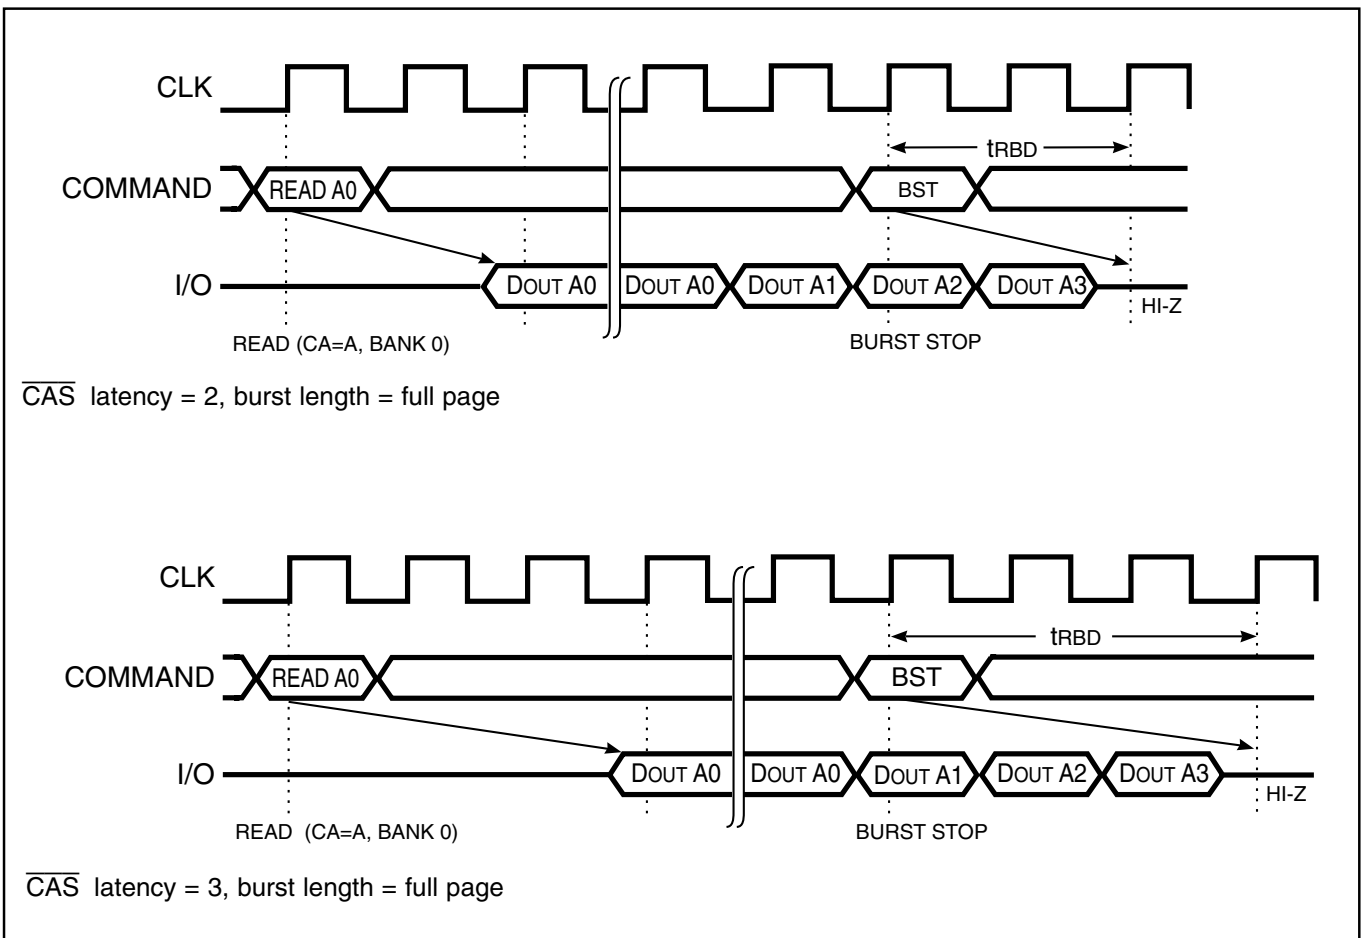 CLK
tRBD
COMMAND READ A0 BST
I/O DOUT A0 DOUT A0 DOUT A1 DOUT A2 DOUT A3
HI-Z
READ (CA=A, BANK 0) BURST STOP
CAS latency = 2, burst length = full page
CLK
tRBD
COMMAND READ A0 BST
I/O DOUT A0 DOUT A0 DOUT A1 DOUT A2 DOUT A3
HI-Z
READ (CA=A, BANK 0) BURST STOP
CAS latency = 3, burst length = full page